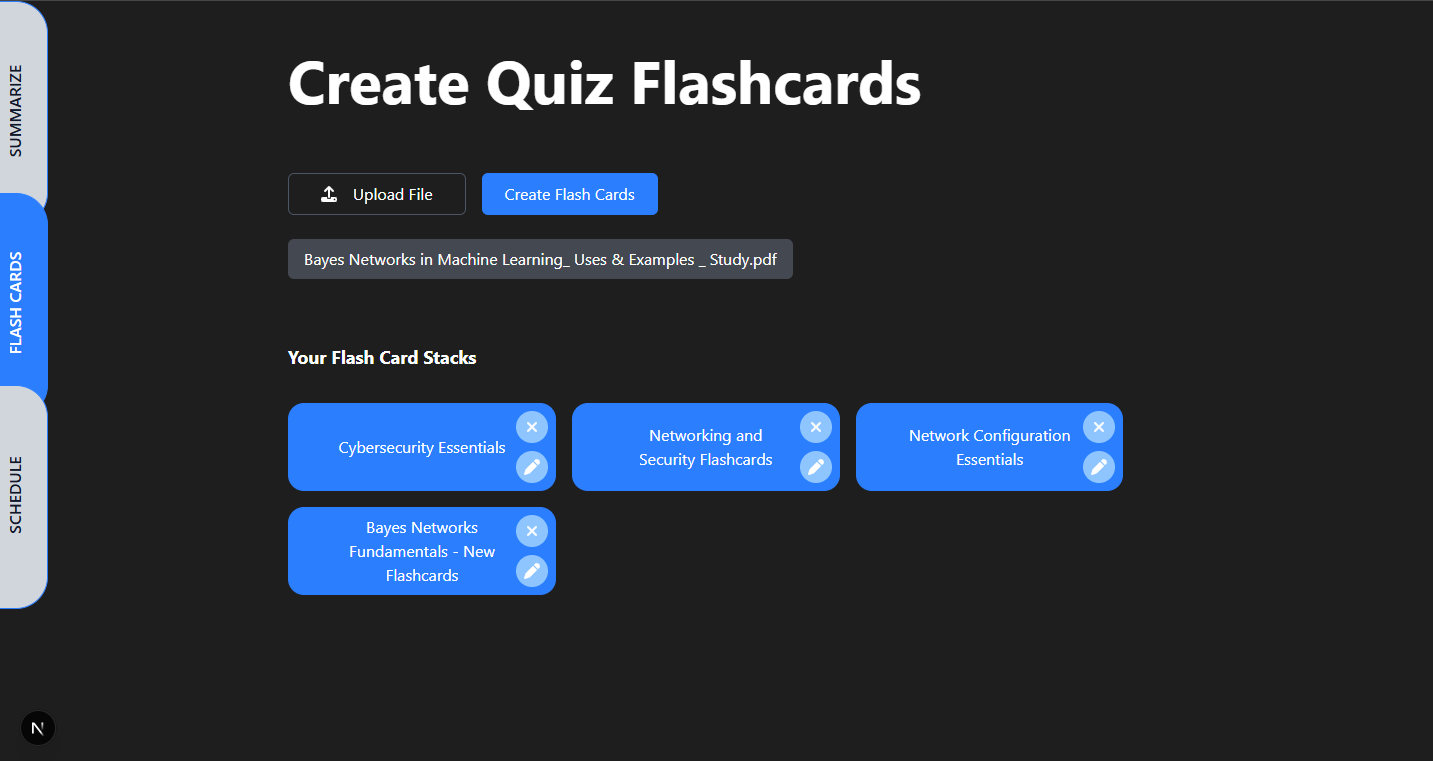 SUMMARIZE
FLASH CARDS
SCHEDULE
Create Quiz Flashcards
Upload File
Create Flash Cards
Bayes Networks in Machine Learning_ Uses & Examples _ Study.pdf
Your Flash Card Stacks
Cybersecurity Essentials
Networking and
Security Flashcards
Network Configuration
Essentials
Bayes Networks
Fundamentals - New
Flashcards
N